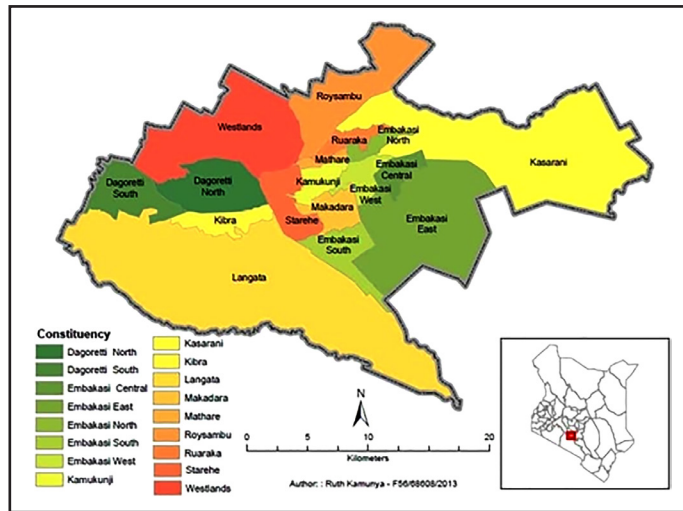 Roysambu
Westlands
Ruaraka
Embakasi
North
Mathare
Embakasi
Central
Kasarani
Dagoretti
South
Dagoretti
North
Kamukunji
Embakasi
West
Makadara
Kibra
Starehe
Embakasi
East
Embakasi
South
Langata
Constituency
Dagoretti North
Dagoretti South
Embakasi Central
Embakasi East
Embakasi North
Embakasi South
Embakasi West
Kamukunji
Kasarani
Kibra
Langata
Makadara
Mathare
Roysambu
Ruaraka
Starehe
Westlands
N
0 5 10 20
Kilometers
Author: : Ruth Kamunya - F56/68608/2013